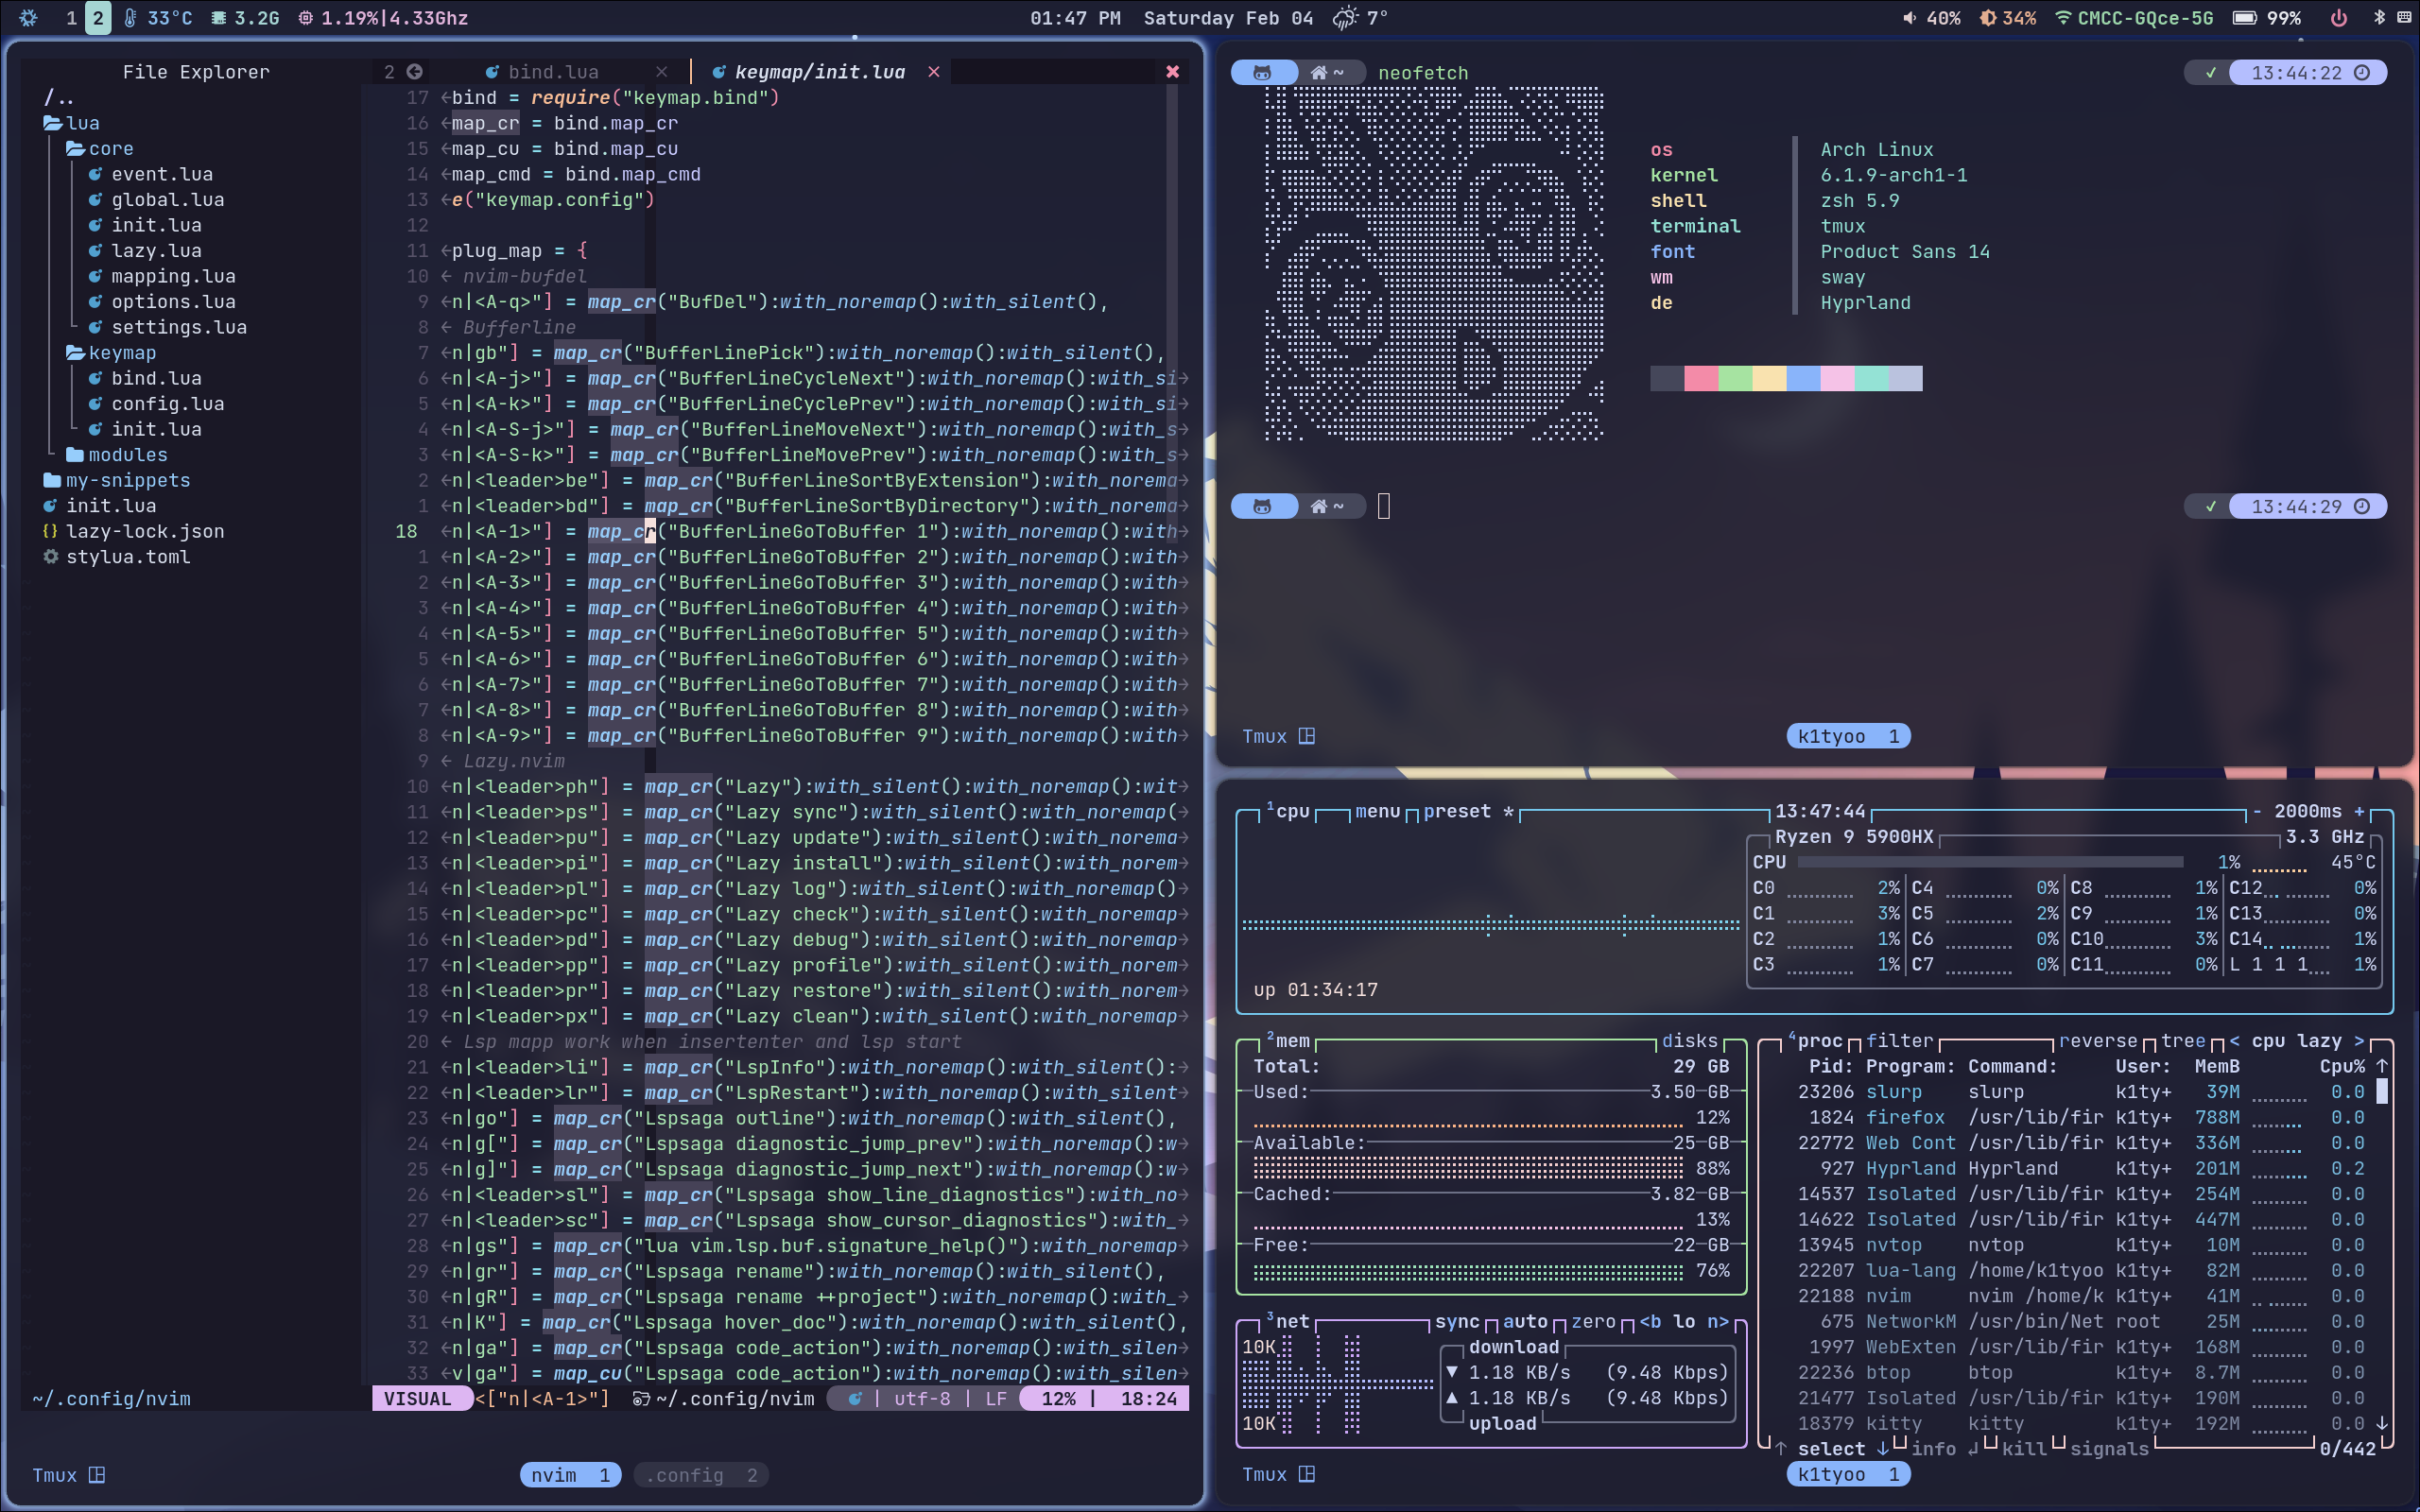 1 2 33°C 3.2G 1.19%|4.33Ghz 01:47 PM Saturday Feb 04 7° 40% 34% CMCC-GQce-5G 99%
File Explorer
/..
lua
core
event.lua
global.lua
init.lua
lazy.lua
mapping.lua
options.lua
settings.lua
keymap
bind.lua
config.lua
init.lua
modules
my-snippets
init.lua
{} lazy-lock.json
stylua.toml
~/.config/nvim
2 bind.lua × keymap/init.lua ×
17 ←bind = require("keymap.bind")
16 ←map_cr = bind.map_cr
15 ←map_cu = bind.map_cu
14 ←map_cmd = bind.map_cmd
13 ←e("keymap.config")
12
11 ←plug_map = {
10 ← nvim-bufdel
9 ←n|<A-q>"] = map_cr("BufDel"):with_noremap():with_silent(),
8 ← Bufferline
7 ←n|gb"] = map_cr("BufferLinePick"):with_noremap():with_silent(),
6 ←n|<A-j>"] = map_cr("BufferLineCycleNext"):with_noremap():with_si→
5 ←n|<A-k>"] = map_cr("BufferLineCyclePrev"):with_noremap():with_si→
4 ←n|<A-S-j>"] = map_cr("BufferLineMoveNext"):with_noremap():with_s→
3 ←n|<A-S-k>"] = map_cr("BufferLineMovePrev"):with_noremap():with_s→
2 ←n|<leader>be"] = map_cr("BufferLineSortByExtension"):with_norema→
1 ←n|<leader>bd"] = map_cr("BufferLineSortByDirectory"):with_norema→
18 ←n|<A-1>"] = map_cr("BufferLineGoToBuffer 1"):with_noremap():with→
1 ←n|<A-2>"] = map_cr("BufferLineGoToBuffer 2"):with_noremap():with→
2 ←n|<A-3>"] = map_cr("BufferLineGoToBuffer 3"):with_noremap():with→
3 ←n|<A-4>"] = map_cr("BufferLineGoToBuffer 4"):with_noremap():with→
4 ←n|<A-5>"] = map_cr("BufferLineGoToBuffer 5"):with_noremap():with→
5 ←n|<A-6>"] = map_cr("BufferLineGoToBuffer 6"):with_noremap():with→
6 ←n|<A-7>"] = map_cr("BufferLineGoToBuffer 7"):with_noremap():with→
7 ←n|<A-8>"] = map_cr("BufferLineGoToBuffer 8"):with_noremap():with→
8 ←n|<A-9>"] = map_cr("BufferLineGoToBuffer 9"):with_noremap():with→
9 ← Lazy.nvim
10 ←n|<leader>ph"] = map_cr("Lazy"):with_silent():with_noremap():wit→
11 ←n|<leader>ps"] = map_cr("Lazy sync"):with_silent():with_noremap(→
12 ←n|<leader>pu"] = map_cr("Lazy update"):with_silent():with_norema→
13 ←n|<leader>pi"] = map_cr("Lazy install"):with_silent():with_norem→
14 ←n|<leader>pl"] = map_cr("Lazy log"):with_silent():with_noremap()→
15 ←n|<leader>pc"] = map_cr("Lazy check"):with_silent():with_noremap→
16 ←n|<leader>pd"] = map_cr("Lazy debug"):with_silent():with_noremap→
17 ←n|<leader>pp"] = map_cr("Lazy profile"):with_silent():with_norem→
18 ←n|<leader>pr"] = map_cr("Lazy restore"):with_silent():with_norem→
19 ←n|<leader>px"] = map_cr("Lazy clean"):with_silent():with_noremap→
20 ← Lsp mapp work when insertenter and lsp start
21 ←n|<leader>li"] = map_cr("LspInfo"):with_noremap():with_silent():→
22 ←n|<leader>lr"] = map_cr("LspRestart"):with_noremap():with_silent→
23 ←n|go"] = map_cr("Lspsaga outline"):with_noremap():with_silent(),
24 ←n|g["] = map_cr("Lspsaga diagnostic_jump_prev"):with_noremap():w→
25 ←n|g]"] = map_cr("Lspsaga diagnostic_jump_next"):with_noremap():w→
26 ←n|<leader>sl"] = map_cr("Lspsaga show_line_diagnostics"):with_no→
27 ←n|<leader>sc"] = map_cr("Lspsaga show_cursor_diagnostics"):with_→
28 ←n|gs"] = map_cr("lua vim.lsp.buf.signature_help()"):with_noremap→
29 ←n|gr"] = map_cr("Lspsaga rename"):with_noremap():with_silent(),
30 ←n|gR"] = map_cr("Lspsaga rename ++project"):with_noremap():with_→
31 ←n|K"] = map_cr("Lspsaga hover_doc"):with_noremap():with_silent(),
32 ←n|ga"] = map_cr("Lspsaga code_action"):with_noremap():with_silen→
33 ←v|ga"] = map_cu("Lspsaga code_action"):with_noremap():with_silen→
VISUAL <["n|<A-1>"] ~/.config/nvim | utf-8 | LF 12% | 18:24
Tmux nvim 1 .config 2
~ neofetch ✓ 13:44:22
os Arch Linux
kernel 6.1.9-arch1-1
shell zsh 5.9
terminal tmux
font Product Sans 14
wm sway
de Hyprland
~ ✓ 13:44:29
Tmux k1tyoo 1
1cpu menu preset * 13:47:44 - 2000ms +
Ryzen 9 5900HX 3.3 GHz
CPU 1% 45°C
C0 2% C4 0% C8 1% C12 0%
C1 3% C5 2% C9 1% C13 0%
C2 1% C6 0% C10 3% C14 1%
C3 1% C7 0% C11 0% L 1 1 1 1%
up 01:34:17
2mem disks
Total: 29 GB
Used: 3.50 GB
12%
Available: 25 GB
88%
Cached: 3.82 GB
13%
Free: 22 GB
76%
3net sync auto zero <b lo n>
10K download
▼ 1.18 KB/s (9.48 Kbps)
▲ 1.18 KB/s (9.48 Kbps)
10K upload
4proc filter reverse tree < cpu lazy >
Pid: Program: Command: User: MemB Cpu% ↑
23206 slurp slurp k1ty+ 39M 0.0
1824 firefox /usr/lib/fir k1ty+ 788M 0.0
22772 Web Cont /usr/lib/fir k1ty+ 336M 0.0
927 Hyprland Hyprland k1ty+ 201M 0.2
14537 Isolated /usr/lib/fir k1ty+ 254M 0.0
14622 Isolated /usr/lib/fir k1ty+ 447M 0.0
13945 nvtop nvtop k1ty+ 10M 0.0
22207 lua-lang /home/k1tyoo k1ty+ 82M 0.0
22188 nvim nvim /home/k k1ty+ 41M 0.0
675 NetworkM /usr/bin/Net root 25M 0.0
1997 WebExten /usr/lib/fir k1ty+ 168M 0.0
22236 btop btop k1ty+ 8.7M 0.0
21477 Isolated /usr/lib/fir k1ty+ 190M 0.0
18379 kitty kitty k1ty+ 192M 0.0 ↓
↑ select ↓ info ↲ kill signals 0/442
Tmux k1tyoo 1